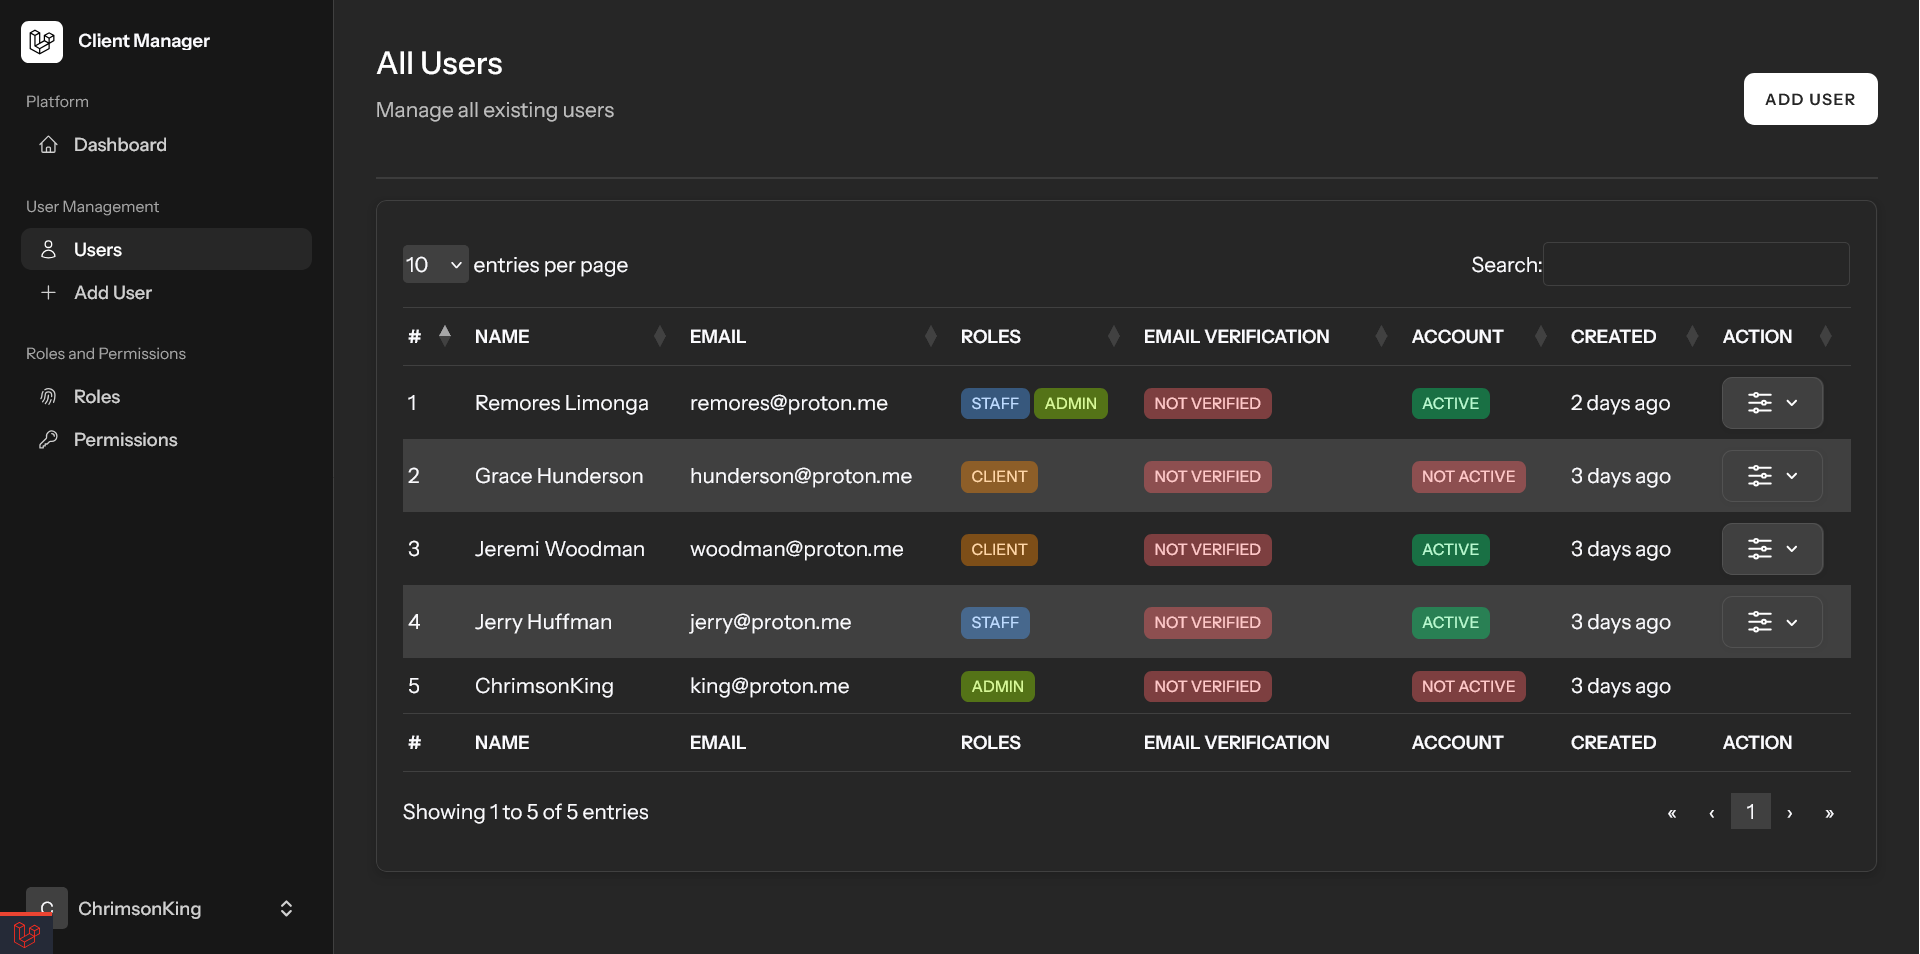 Client Manager
Platform
Dashboard
User Management
Users
Add User
Roles and Permissions
Roles
Permissions
C ChrimsonKing
All Users
Manage all existing users
ADD USER
10 entries per page
Search:
# NAME EMAIL ROLES EMAIL VERIFICATION ACCOUNT CREATED ACTION
1 Remores Limonga remores@proton.me STAFF ADMIN NOT VERIFIED ACTIVE 2 days ago
2 Grace Hunderson hunderson@proton.me CLIENT NOT VERIFIED NOT ACTIVE 3 days ago
3 Jeremi Woodman woodman@proton.me CLIENT NOT VERIFIED ACTIVE 3 days ago
4 Jerry Huffman jerry@proton.me STAFF NOT VERIFIED ACTIVE 3 days ago
5 ChrimsonKing king@proton.me ADMIN NOT VERIFIED NOT ACTIVE 3 days ago
# NAME EMAIL ROLES EMAIL VERIFICATION ACCOUNT CREATED ACTION
Showing 1 to 5 of 5 entries
« ‹ 1 › »